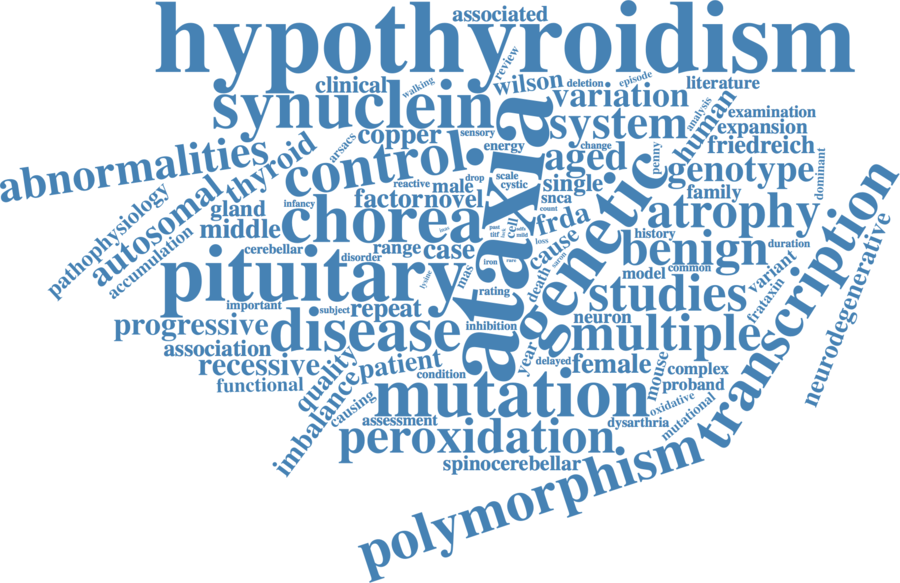 associated
hypothyroidism
review
clinical
walking
wilson
deletion
episode
literature
synuclein
variation
human
analysis
examination
arsacs
copper
sensory
ataxia
system
expansion
abnormalities
control
energy
change
aged
penny
friedreich
thyroid
reactive
male
drop
scale
cystic
single
genotype
dominant
pathophysiology
autosomal
gland
infancy
factor
novel
snca
family
middle
chorea
count
frda
atrophy
accumulation
cell
history
cerebellar
range
case
loss
cause
benign
duration
disorder
genetic
pituitary
mas
iron
rare
death
model
common
variant
transcription
rating
studies
frataxin
neurodegenerative
important
subject
repeat
neuron
progressive
disease
inhibition
multiple
association
year
recessive
quality
patient
delayed
female
mouse
complex
functional
condition
proband
imbalance
causing
mutation
oxidative
assessment
dysarthria
mutational
peroxidation
spinocerebellar
polymorphism